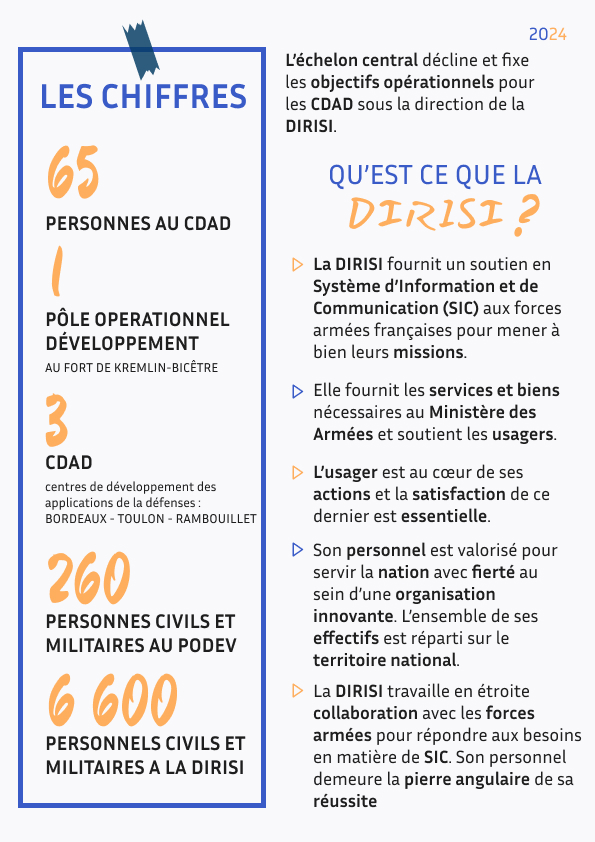 2024
LES CHIFFRES
65
PERSONNES AU CDAD
1
PÔLE OPERATIONNEL
DÉVELOPPEMENT
AU FORT DE KREMLIN-BICÊTRE
3
CDAD
centres de développement des
applications de la défenses :
BORDEAUX - TOULON - RAMBOUILLET
260
PERSONNES CIVILS ET
MILITAIRES AU PODEV
6 600
PERSONNELS CIVILS ET
MILITAIRES A LA DIRISI
L'échelon central décline et fixe
les objectifs opérationnels pour
les CDAD sous la direction de la
DIRISI.
QU'EST CE QUE LA
DIRISI ?
La DIRISI fournit un soutien en
Système d'Information et de
Communication (SIC) aux forces
armées françaises pour mener à
bien leurs missions.
Elle fournit les services et biens
nécessaires au Ministère des
Armées et soutient les usagers.
L'usager est au cœur de ses
actions et la satisfaction de ce
dernier est essentielle.
Son personnel est valorisé pour
servir la nation avec fierté au
sein d'une organisation
innovante. L'ensemble de ses
effectifs est réparti sur le
territoire national.
La DIRISI travaille en étroite
collaboration avec les forces
armées pour répondre aux besoins
en matière de SIC. Son personnel
demeure la pierre angulaire de sa
réussite